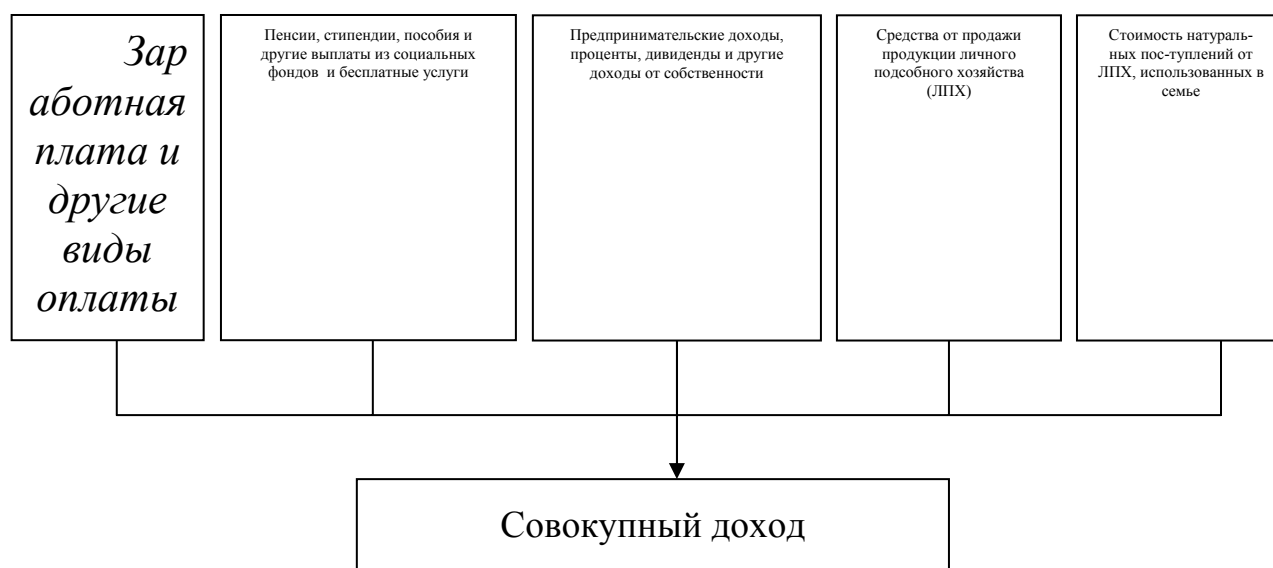 Зар
аботная
плата и
другие
виды
оплаты
Пенсии, стипендии, пособия и
другие выплаты из социальных
фондов и бесплатные услуги
Предпринимательские доходы,
проценты, дивиденды и другие
доходы от собственности
Средства от продажи
продукции личного
подсобного хозяйства
(ЛПХ)
Стоимость натураль-
ных пос-туплений от
ЛПХ, использованных в
семье
Совокупный доход